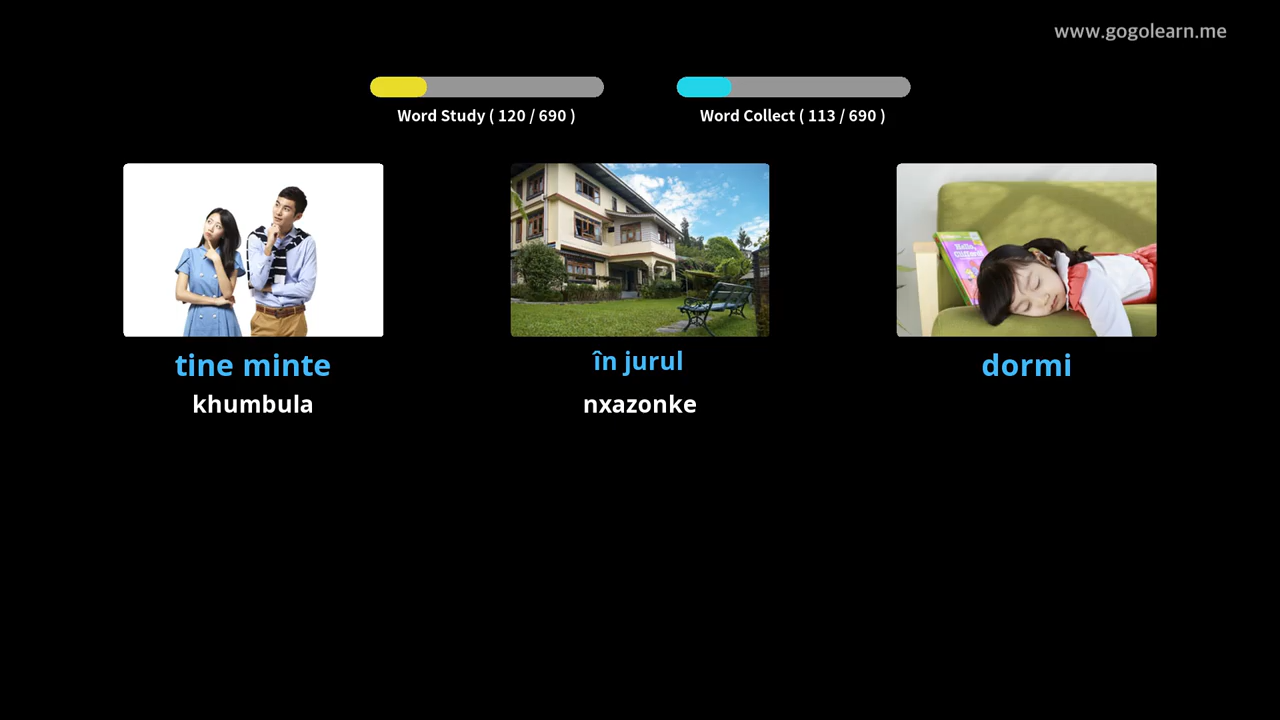 www.gogolearn.me
Word Study ( 120 / 690 )
Word Collect ( 113 / 690 )
tine minte
khumbula
în jurul
nxazonke
dormi